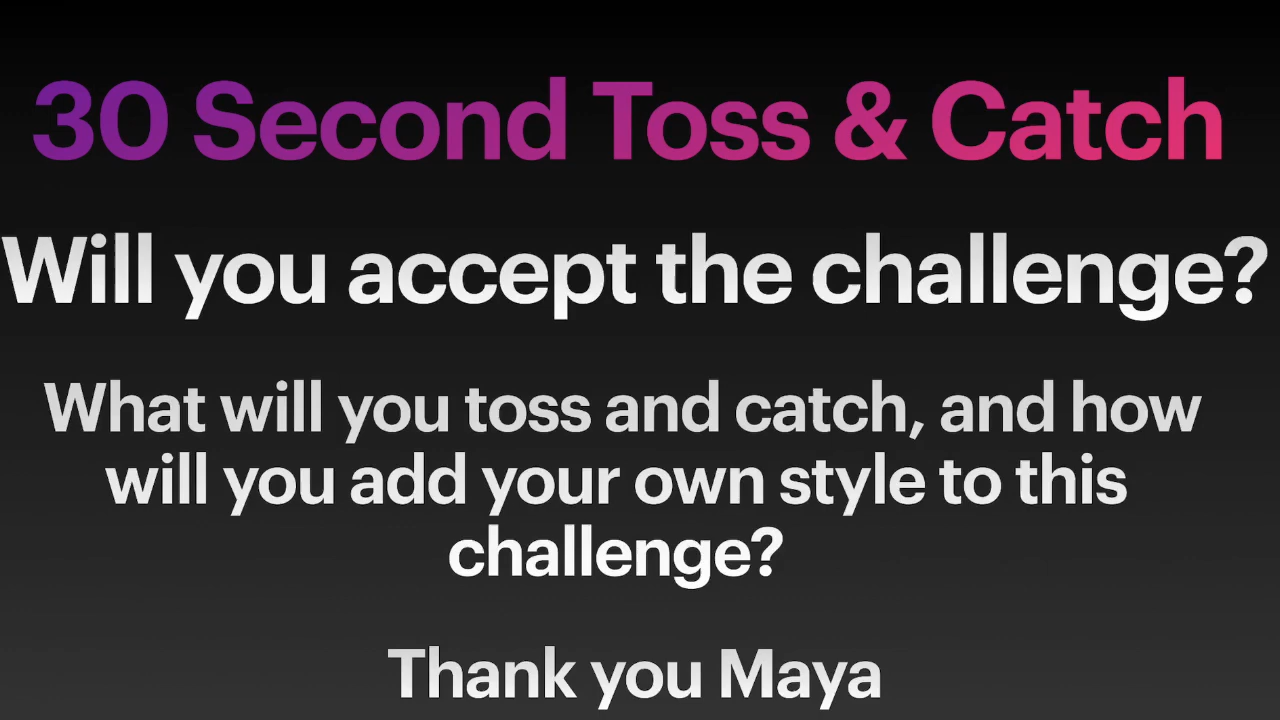 30 Second Toss & Catch
Will you accept the challenge?
What will you toss and catch, and how
will you add your own style to this
challenge?
Thank you Maya